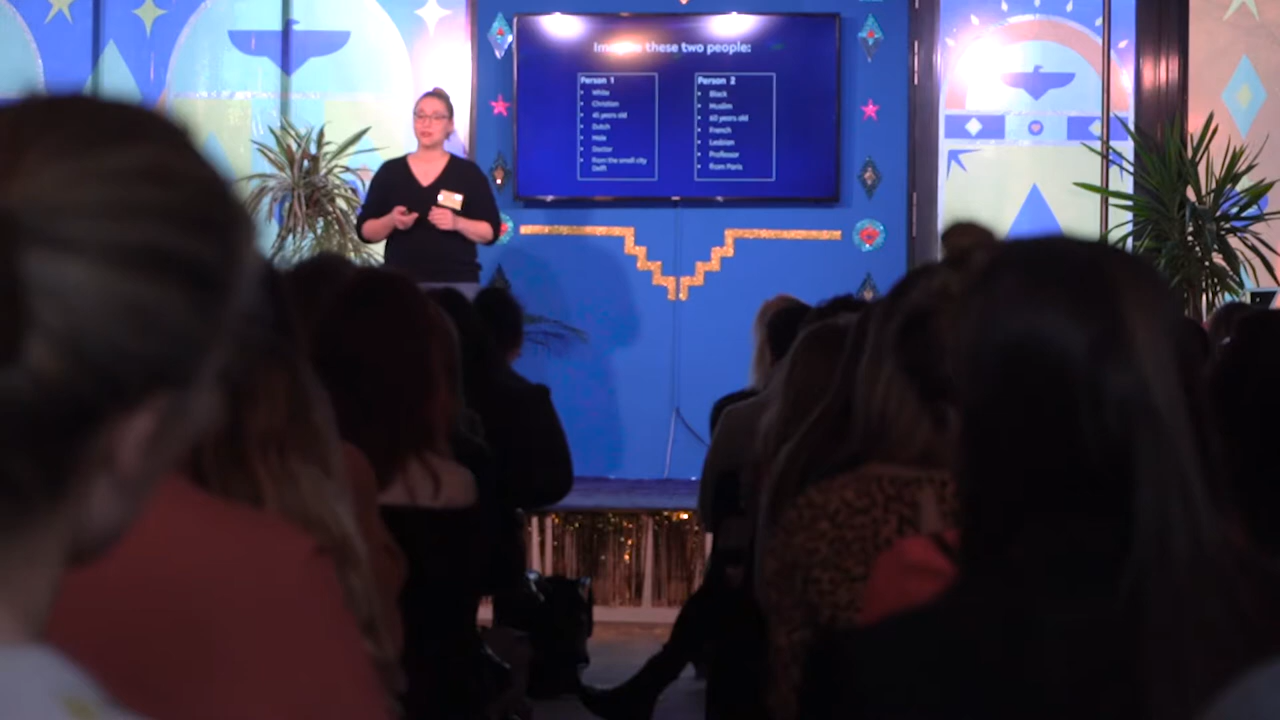 Imagine these two people:
Person 1
• White
• Christian
• 45 years old
• Dutch
• Male
• Doctor
• from the small city
Delft
Person 2
• Black
• Muslim
• 60 years old
• French
• Lesbian
• Professor
• from Paris